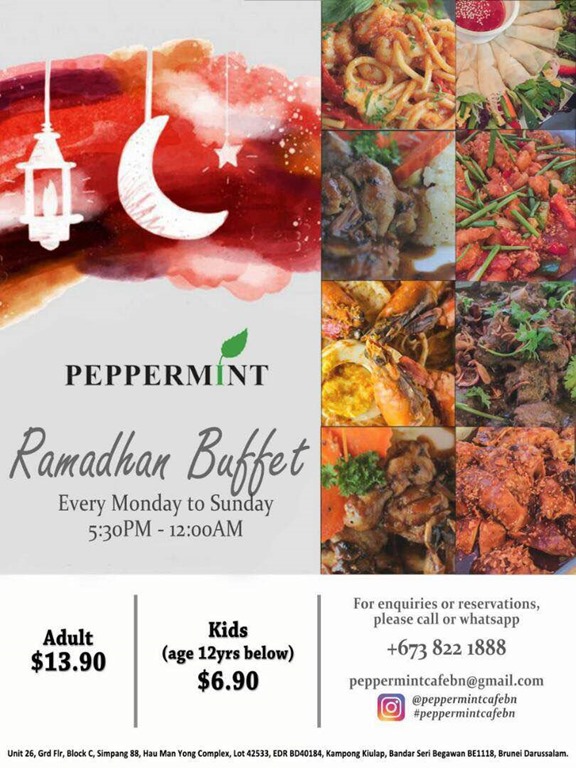 PEPPERMINT
Ramadhan Buffet
Every Monday to Sunday
5:30PM - 12:00AM
Adult
$13.90
Kids
(age 12yrs below)
$6.90
For enquiries or reservations,
please call or whatsapp
+673 822 1888
peppermintcafebn@gmail.com
@peppermintcafebn
#peppermintcafebn
Unit 26, Grd Flr, Block C, Simpang 88, Hau Man Yong Complex, Lot 42533, EDR BD40184, Kampong Kiulap, Bandar Seri Begawan BE1118, Brunei Darussalam.